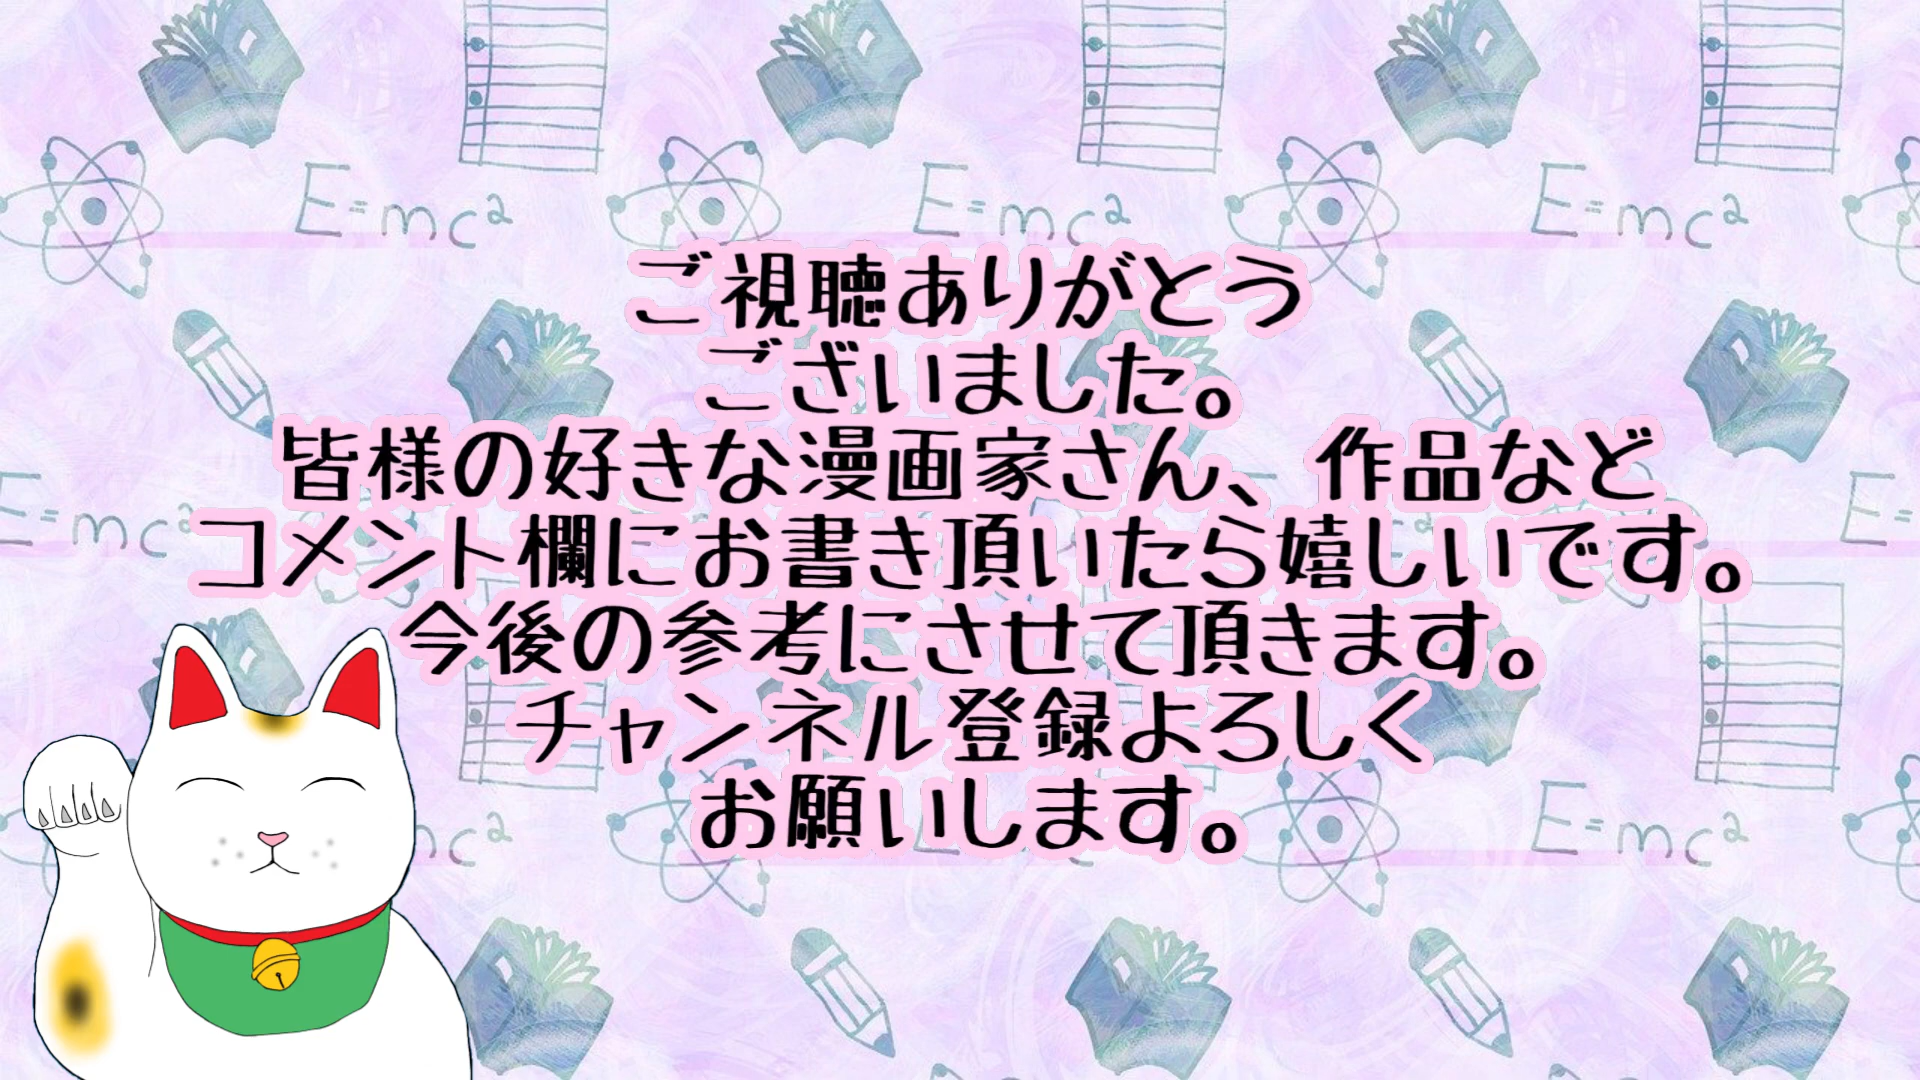 E=mc² E=mc² E=mc²
ご視聴ありがとう
ございました。
皆様の好きな漫画家さん、作品など
E=mc² E=
コメント欄にお書き頂いたら嬉しいです。
今後の参考にさせて頂きます。
チャンネル登録よろしく
お願いします。
mc² E=mc²